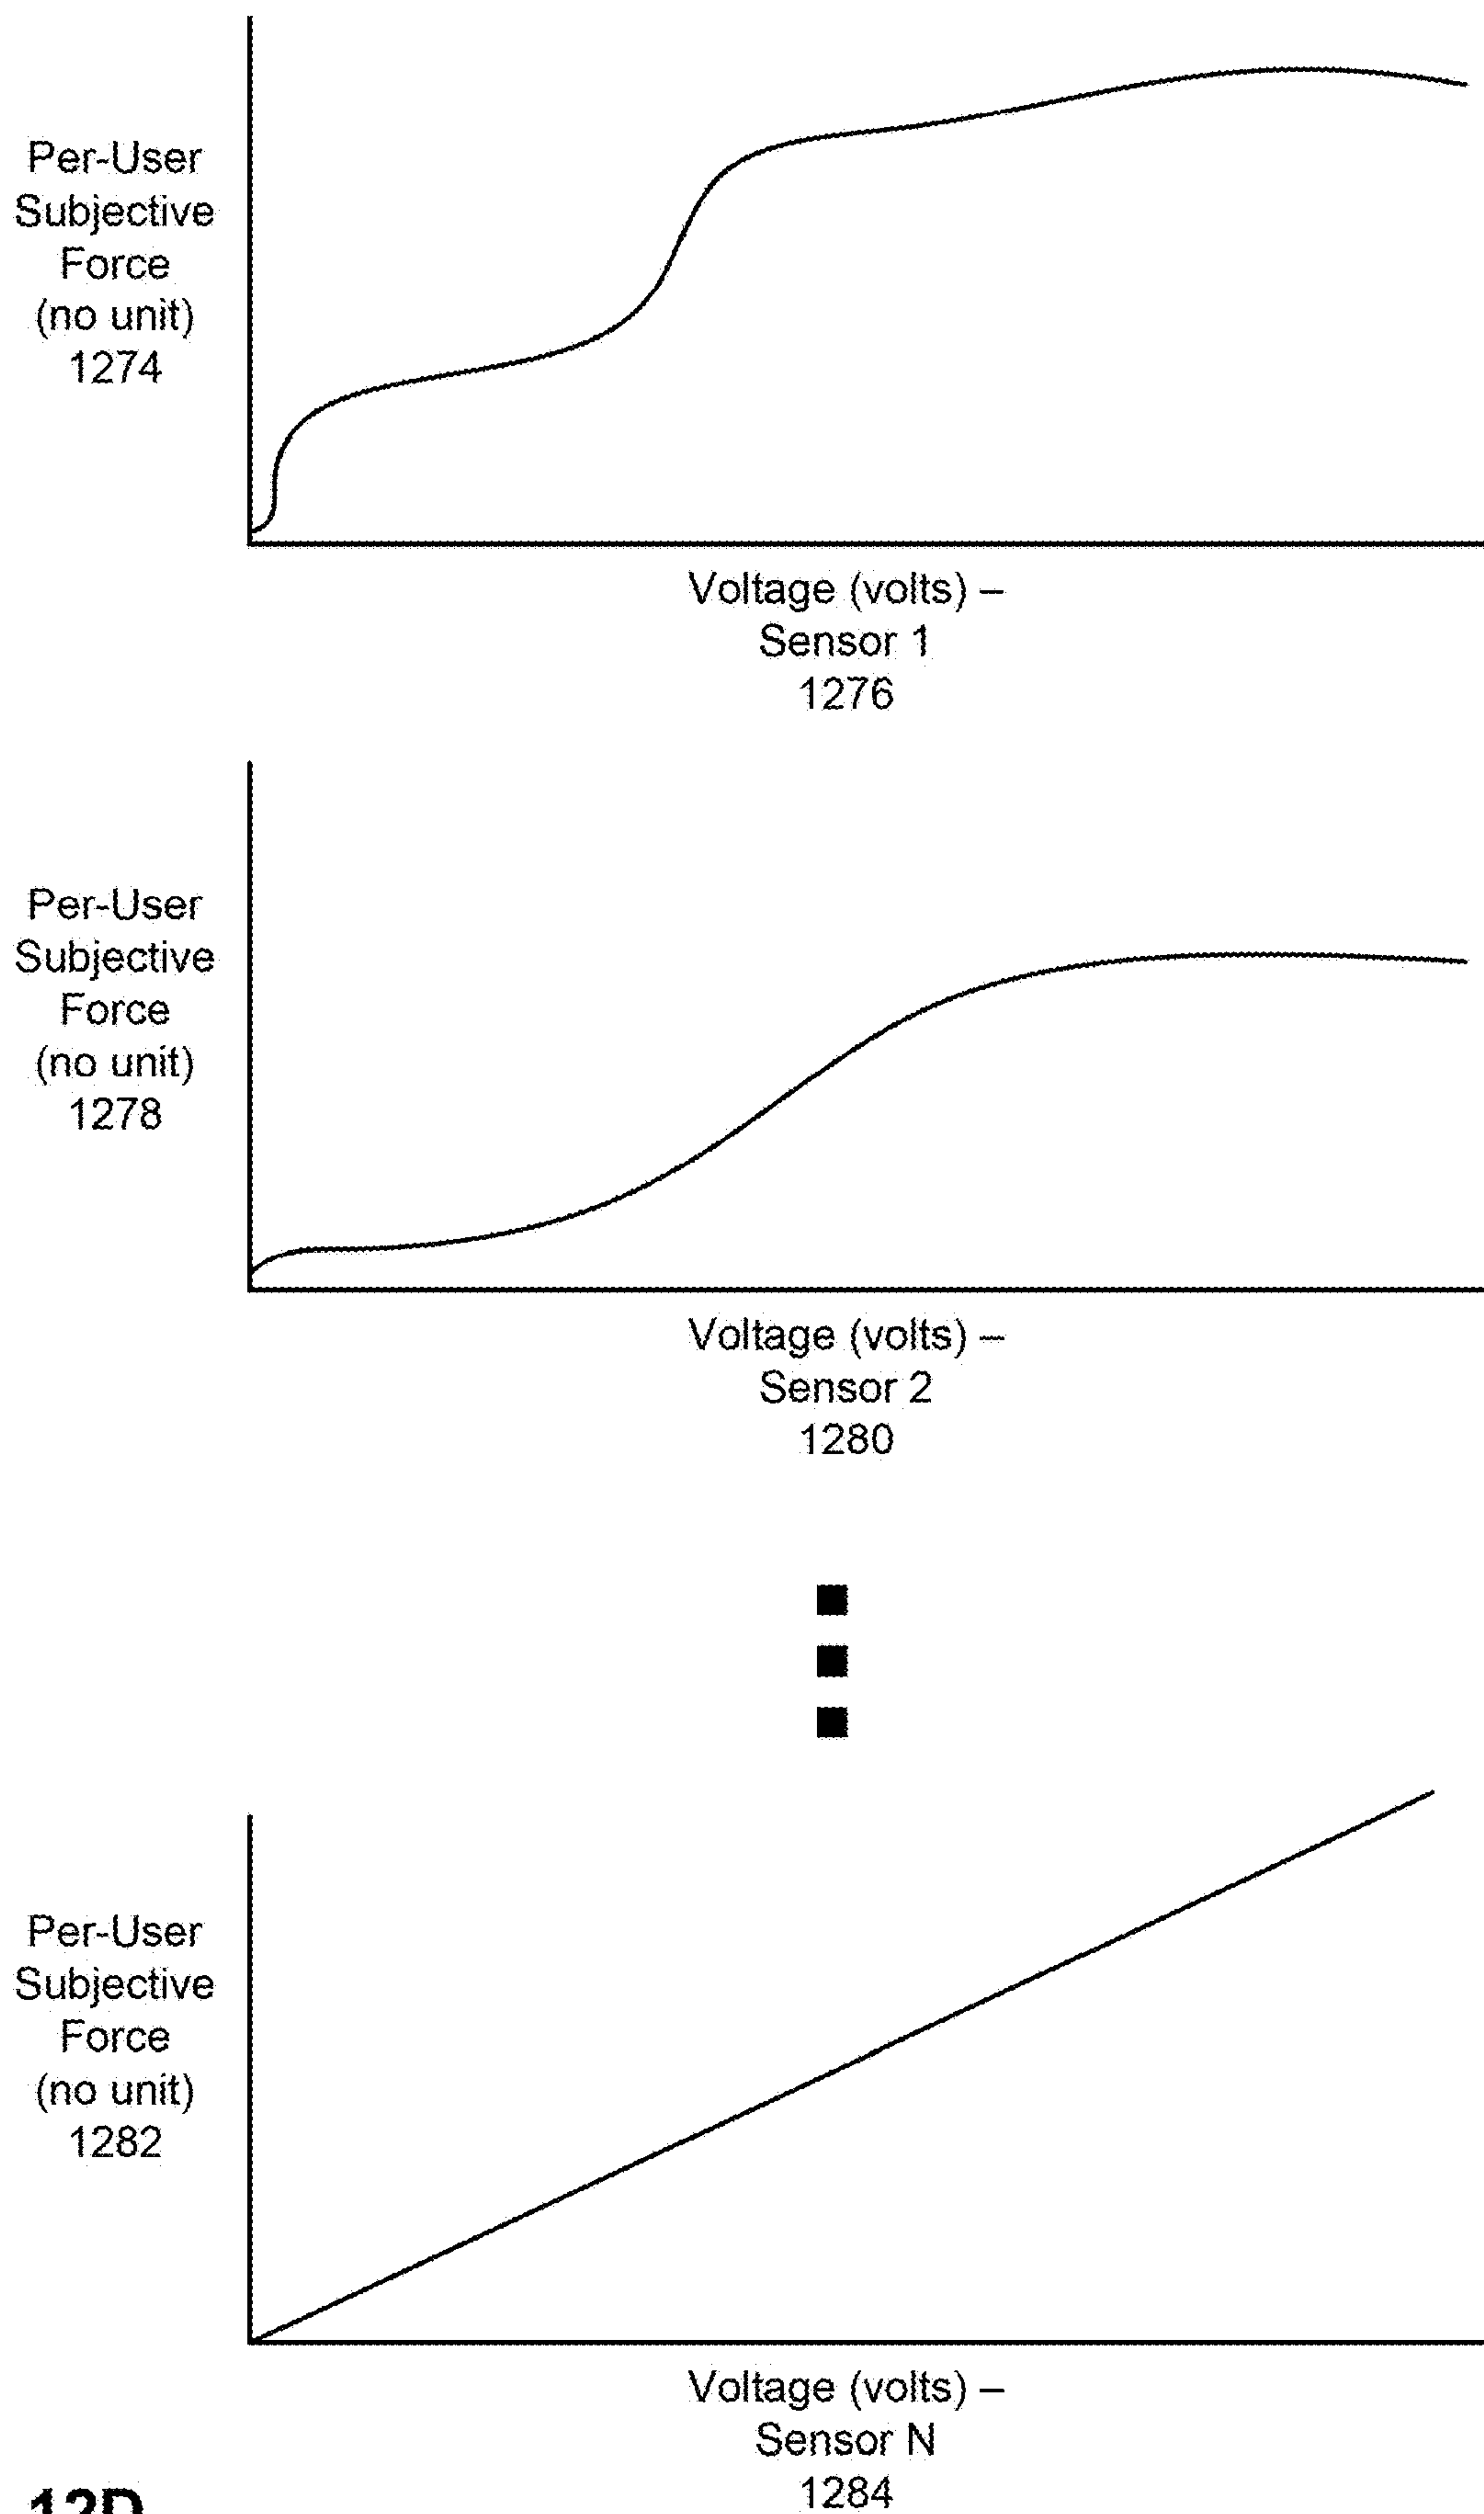 Per-User
Subjective
Force
(no unit)
1274
Voltage (volts) –
Sensor 1
1276
Per-User
Subjective
Force
(no unit)
1278
Voltage (volts) –
Sensor 2
1280
Per-User
Subjective
Force
(no unit)
1282
Voltage (volts) –
Sensor N
1284
12D